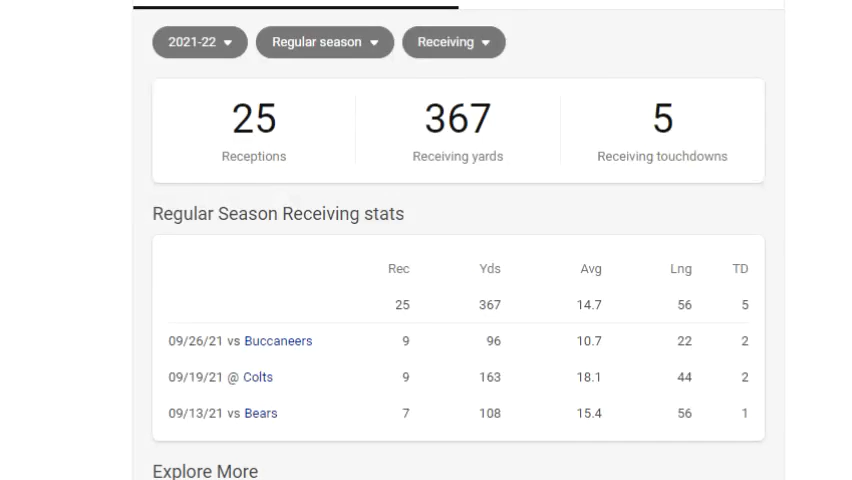 2021-22 Regular season Receiving
25 367 5
Receptions Receiving yards Receiving touchdowns
Regular Season Receiving stats
Rec Yds Avg Lng TD
25 367 14.7 56 5
09/26/21 vs Buccaneers 9 96 10.7 22 2
09/19/21 @ Colts 9 163 18.1 44 2
09/13/21 vs Bears 7 108 15.4 56 1
Explore More